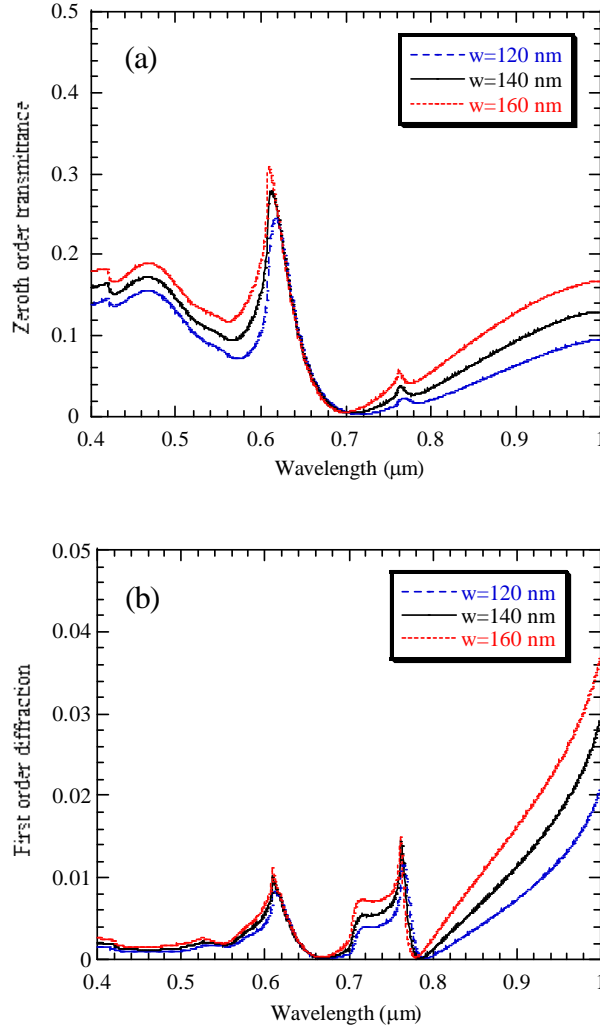 0.5
(a)
w=120 nm
w=140 nm
w=160 nm
0.4
0.3
0.2
0.1
0
Zeroth order transmittance
0.4 0.5 0.6 0.7 0.8 0.9 1
Wavelength (μm)
0.05
(b)
w=120 nm
w=140 nm
w=160 nm
0.04
0.03
0.02
0.01
0
First order diffraction
0.4 0.5 0.6 0.7 0.8 0.9 1
Wavelength (μm)